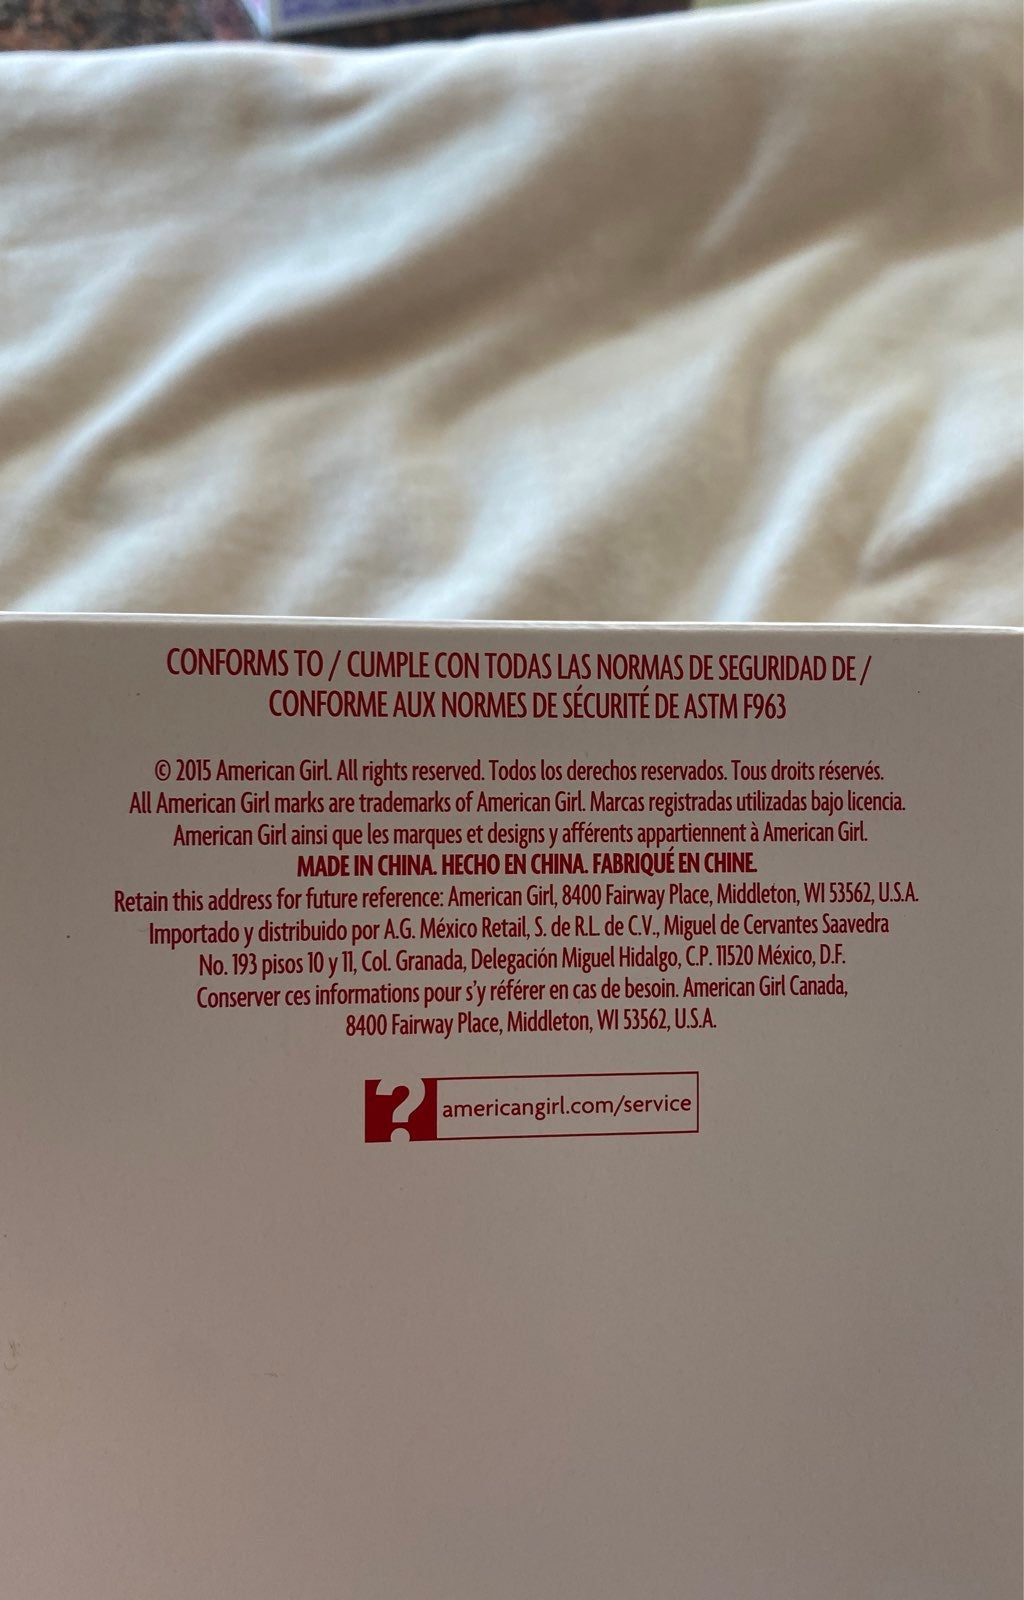 CONFORMS TO / CUMPLE CON TODAS LAS NORMAS DE SEGURIDAD DE /
CONFORME AUX NORMES DE SÉCURITÉ DE ASTM F963
© 2015 American Girl. All rights reserved. Todos los derechos reservados. Tous droits réservés.
All American Girl marks are trademarks of American Girl. Marcas registradas utilizadas bajo licencia.
American Girl ainsi que les marques et designs y afférents appartiennent à American Girl.
MADE IN CHINA. HECHO EN CHINA. FABRIQUÉ EN CHINE.
Retain this address for future reference: American Girl, 8400 Fairway Place, Middleton, WI 53562, U.S.A.
Importado y distribuido por A.G. México Retail, S. de R.L. de C.V., Miguel de Cervantes Saavedra
No. 193 pisos 10 y 11, Col. Granada, Delegación Miguel Hidalgo, C.P. 11520 México, D.F.
Conserver ces informations pour s'y référer en cas de besoin. American Girl Canada,
8400 Fairway Place, Middleton, WI 53562, U.S.A.
? americangirl.com/service